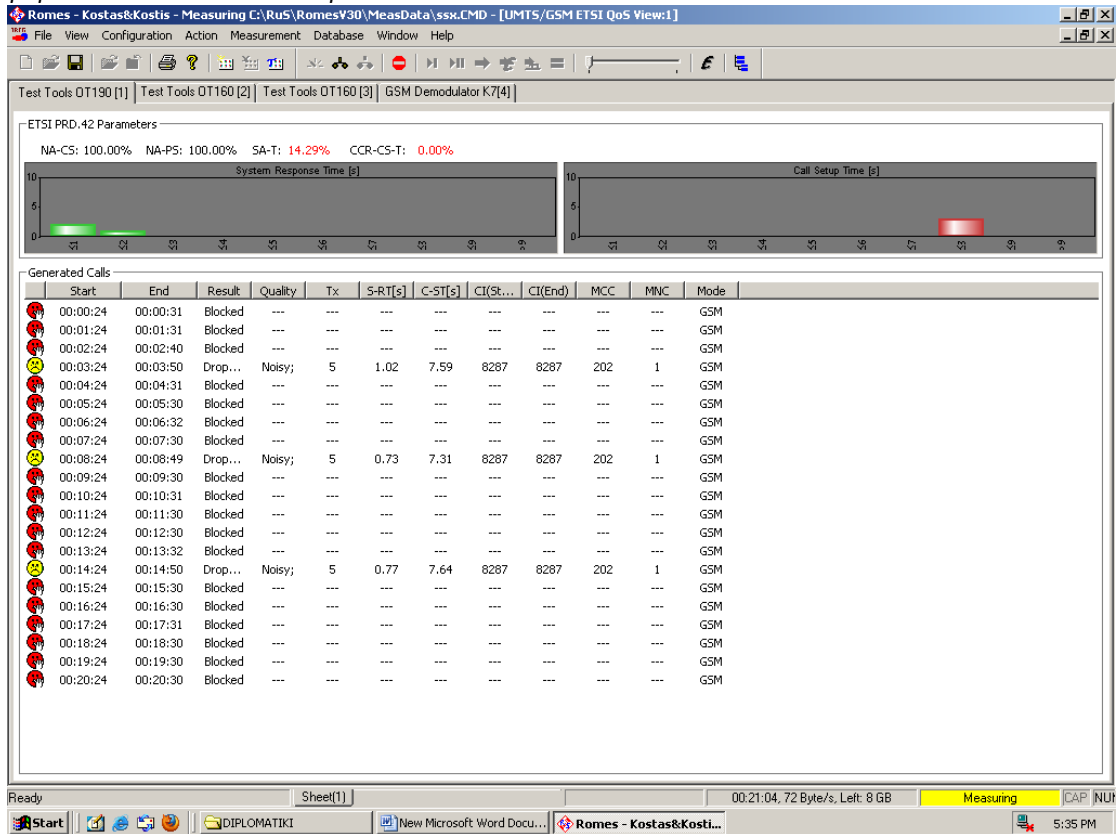 Romes - Kostas&Kostis - Measuring C:\RuS\RomesV30\MeasData\ssx.CMD - [UMTS/GSM ETSI QoS View:1]
File View Configuration Action Measurement Database Window Help
Test Tools OT190 [1] Test Tools OT160 [2] Test Tools OT160 [3] GSM Demodulator K7[4]
ETSI PRD.42 Parameters
NA-CS: 100.00% NA-PS: 100.00% SA-T: 14.29% CCR-CS-T: 0.00%
System Response Time [s] Call Setup Time [s]
10 10
5 5
0 0
Generated Calls
Start End Result Quality Tx S-RT[s] C-ST[s] CI(St... CI(End) MCC MNC Mode
00:00:24 00:00:31 Blocked --- --- --- --- --- --- --- --- GSM
00:01:24 00:01:31 Blocked --- --- --- --- --- --- --- --- GSM
00:02:24 00:02:40 Blocked --- --- --- --- --- --- --- --- GSM
00:03:24 00:03:50 Drop... Noisy; 5 1.02 7.59 8287 8287 202 1 GSM
00:04:24 00:04:31 Blocked --- --- --- --- --- --- --- --- GSM
00:05:24 00:05:30 Blocked --- --- --- --- --- --- --- --- GSM
00:06:24 00:06:32 Blocked --- --- --- --- --- --- --- --- GSM
00:07:24 00:07:30 Blocked --- --- --- --- --- --- --- --- GSM
00:08:24 00:08:49 Drop... Noisy; 5 0.73 7.31 8287 8287 202 1 GSM
00:09:24 00:09:30 Blocked --- --- --- --- --- --- --- --- GSM
00:10:24 00:10:31 Blocked --- --- --- --- --- --- --- --- GSM
00:11:24 00:11:30 Blocked --- --- --- --- --- --- --- --- GSM
00:12:24 00:12:30 Blocked --- --- --- --- --- --- --- --- GSM
00:13:24 00:13:32 Blocked --- --- --- --- --- --- --- --- GSM
00:14:24 00:14:50 Drop... Noisy; 5 0.77 7.64 8287 8287 202 1 GSM
00:15:24 00:15:30 Blocked --- --- --- --- --- --- --- --- GSM
00:16:24 00:16:30 Blocked --- --- --- --- --- --- --- --- GSM
00:17:24 00:17:31 Blocked --- --- --- --- --- --- --- --- GSM
00:18:24 00:18:30 Blocked --- --- --- --- --- --- --- --- GSM
00:19:24 00:19:30 Blocked --- --- --- --- --- --- --- --- GSM
00:20:24 00:20:30 Blocked --- --- --- --- --- --- --- --- GSM
Ready Sheet(1) 00:21:04, 72 Byte/s, Left: 8 GB Measuring CAP NU
Start DIPLOMATIKI New Microsoft Word Docu... Romes - Kostas&Kosti... 5:35 PM